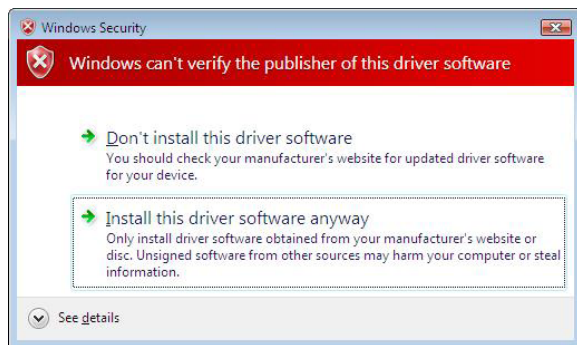 Windows Security
Windows can't verify the publisher of this driver software
Don't install this driver software
You should check your manufacturer's website for updated driver software
for your device.
Install this driver software anyway
Only install driver software obtained from your manufacturer's website or
disc. Unsigned software from other sources may harm your computer or steal
information.
See details